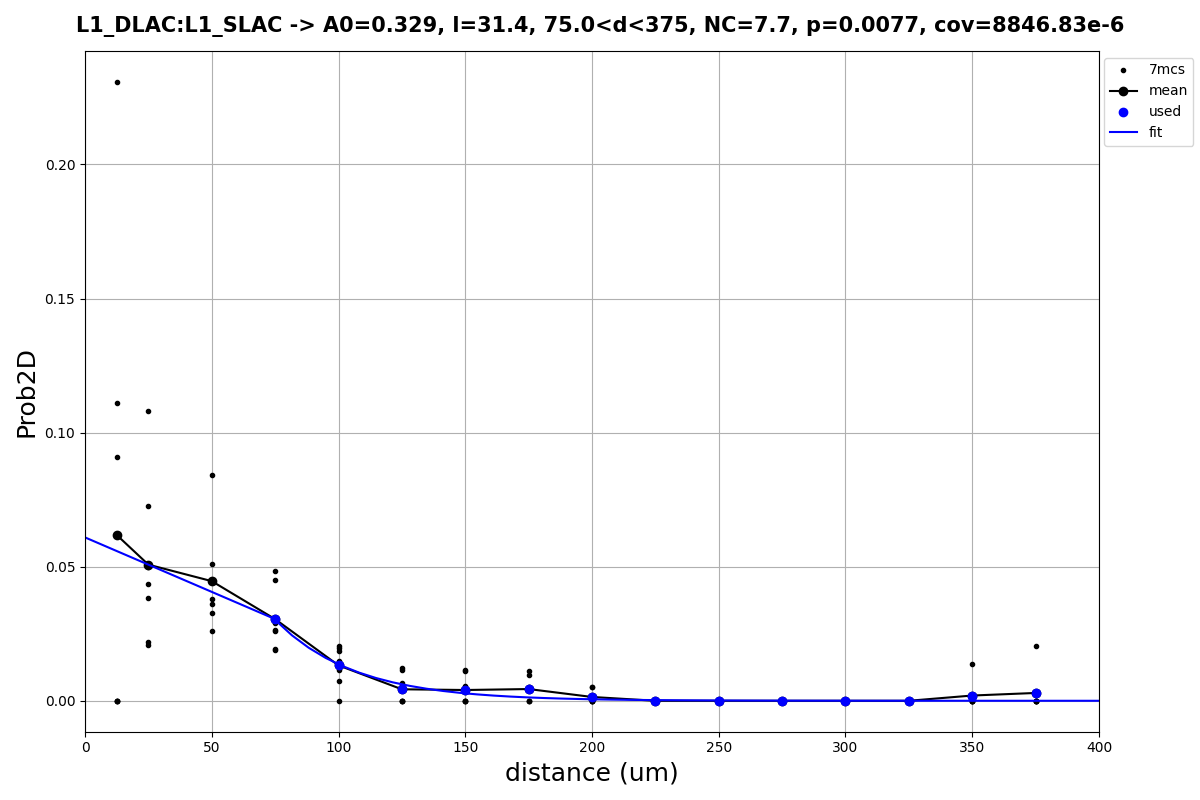 L1_DLAC:L1_SLAC -> A0=0.329, l=31.4, 75.0<d<375, NC=7.7, p=0.0077, cov=8846.83e-6
7mcs
mean
used
fit
0.20
0.15
0.10
0.05
0.00
Prob2D
0 50 100 150 200 250 300 350 400
distance (um)